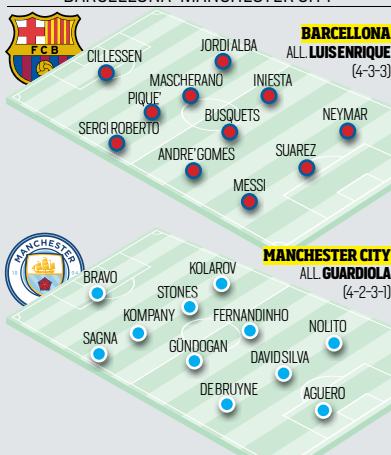 BARCELLONA-MANCHESTER CITY
FCB
BARCELLONA
ALL. LUIS ENRIQUE
(4-3-3)
CILLESSEN
JORDI ALBA
MASCHERANO
INIESTA
PIQUE'
BUSQUETS
NEYMAR
SERGI ROBERTO
ANDRE' GOMES
SUAREZ
MESSI
MANCHESTER
MANCHESTER CITY
ALL. GUARDIOLA
(4-2-3-1)
BRAVO
KOLAROV
STONES
KOMPANY
FERNANDINHO
NOLITO
SAGNA
GÜNDOGAN
DAVID SILVA
DE BRUYNE
AGUERO